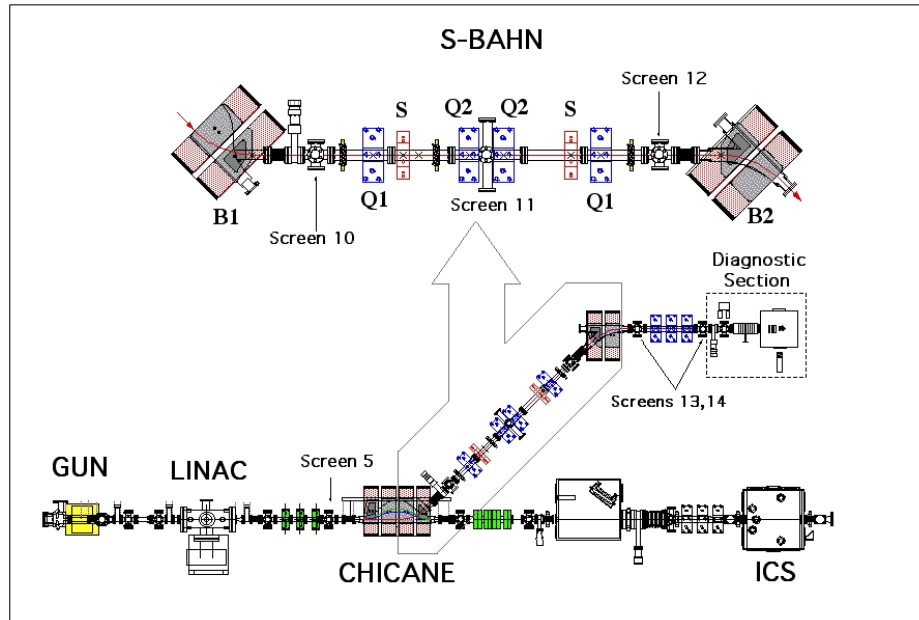 S-BAHN
Screen 12
S
Q2
Q2
S
B1
Q1
Screen 11
Q1
B2
Screen 10
Diagnostic
Section
Screens 13,14
GUN
LINAC
Screen 5
CHICANE
ICS